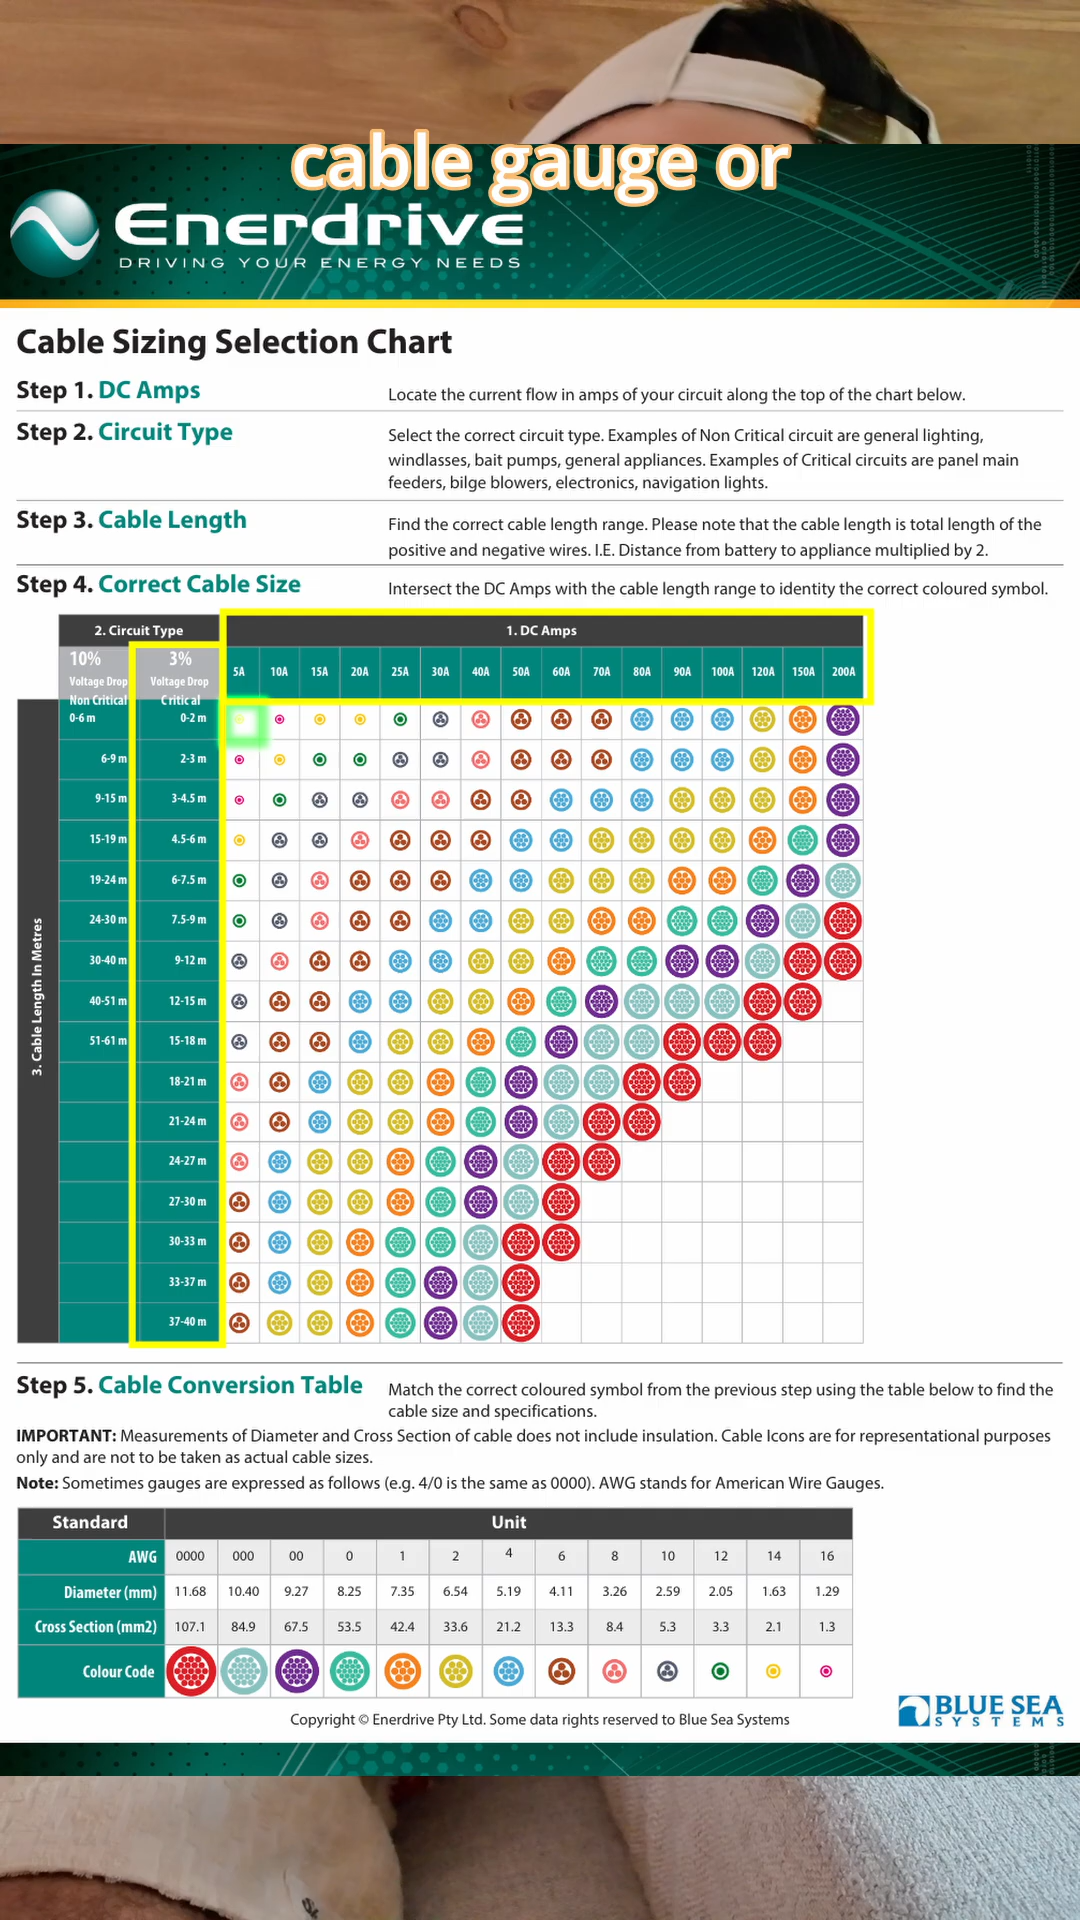 cable gauge or
Enerdrive
DRIVING YOUR ENERGY NEEDS
Cable Sizing Selection Chart
Step 1. DC Amps
Locate the current flow in amps of your circuit along the top of the chart below.
Step 2. Circuit Type
Select the correct circuit type. Examples of Non Critical circuit are general lighting,
windlasses, bait pumps, general appliances. Examples of Critical circuits are panel main
feeders, bilge blowers, electronics, navigation lights.
Step 3. Cable Length
Find the correct cable length range. Please note that the cable length is total length of the
positive and negative wires. I.E. Distance from battery to appliance multiplied by 2.
Step 4. Correct Cable Size
Intersect the DC Amps with the cable length range to identity the correct coloured symbol.
2. Circuit Type 1. DC Amps
10% 3%
Voltage Drop Voltage Drop
Non Critical Critical
5A 10A 15A 20A 25A 30A 40A 50A 60A 70A 80A 90A 100A 120A 150A 200A
3. Cable Length In Metres
0-6 m 0-2 m
6-9 m 2-3 m
9-15 m 3-4.5 m
15-19 m 4.5-6 m
19-24 m 6-7.5 m
24-30 m 7.5-9 m
30-40 m 9-12 m
40-51 m 12-15 m
51-61 m 15-18 m
18-21 m
21-24 m
24-27 m
27-30 m
30-33 m
33-37 m
37-40 m
Step 5. Cable Conversion Table
Match the correct coloured symbol from the previous step using the table below to find the
cable size and specifications.
IMPORTANT: Measurements of Diameter and Cross Section of cable does not include insulation. Cable Icons are for representational purposes
only and are not to be taken as actual cable sizes.
Note: Sometimes gauges are expressed as follows (e.g. 4/0 is the same as 0000). AWG stands for American Wire Gauges.
Standard Unit
AWG 0000 000 00 0 1 2 4 6 8 10 12 14 16
Diameter (mm) 11.68 10.40 9.27 8.25 7.35 6.54 5.19 4.11 3.26 2.59 2.05 1.63 1.29
Cross Section (mm2) 107.1 84.9 67.5 53.5 42.4 33.6 21.2 13.3 8.4 5.3 3.3 2.1 1.3
Colour Code
Copyright © Enerdrive Pty Ltd. Some data rights reserved to Blue Sea Systems
BLUE SEA
SYSTEMS